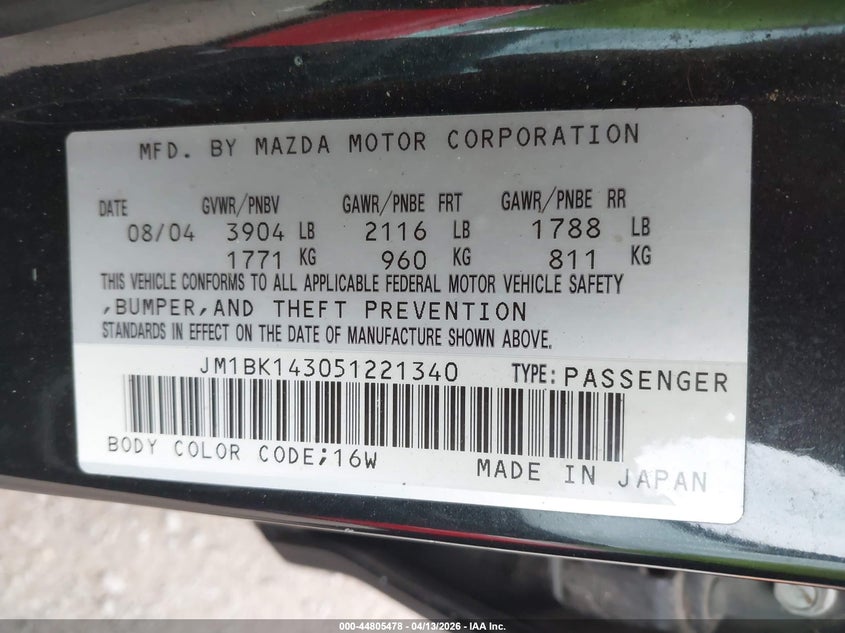 MFD. BY MAZDA MOTOR CORPORATION
DATE GVWR/PNBV GAWR/PNBE FRT GAWR/PNBE RR
08/04 3904 LB 2116 LB 1788 LB
1771 KG 960 KG 811 KG
THIS VEHICLE CONFORMS TO ALL APPLICABLE FEDERAL MOTOR VEHICLE SAFETY
,BUMPER,AND THEFT PREVENTION
STANDARDS IN EFFECT ON THE DATE OF MANUFACTURE SHOWN ABOVE.
JM1BK143051221340 TYPE: PASSENGER
BODY COLOR CODE;16W MADE IN JAPAN
000-44805478 - 04/13/2026 - IAA Inc.